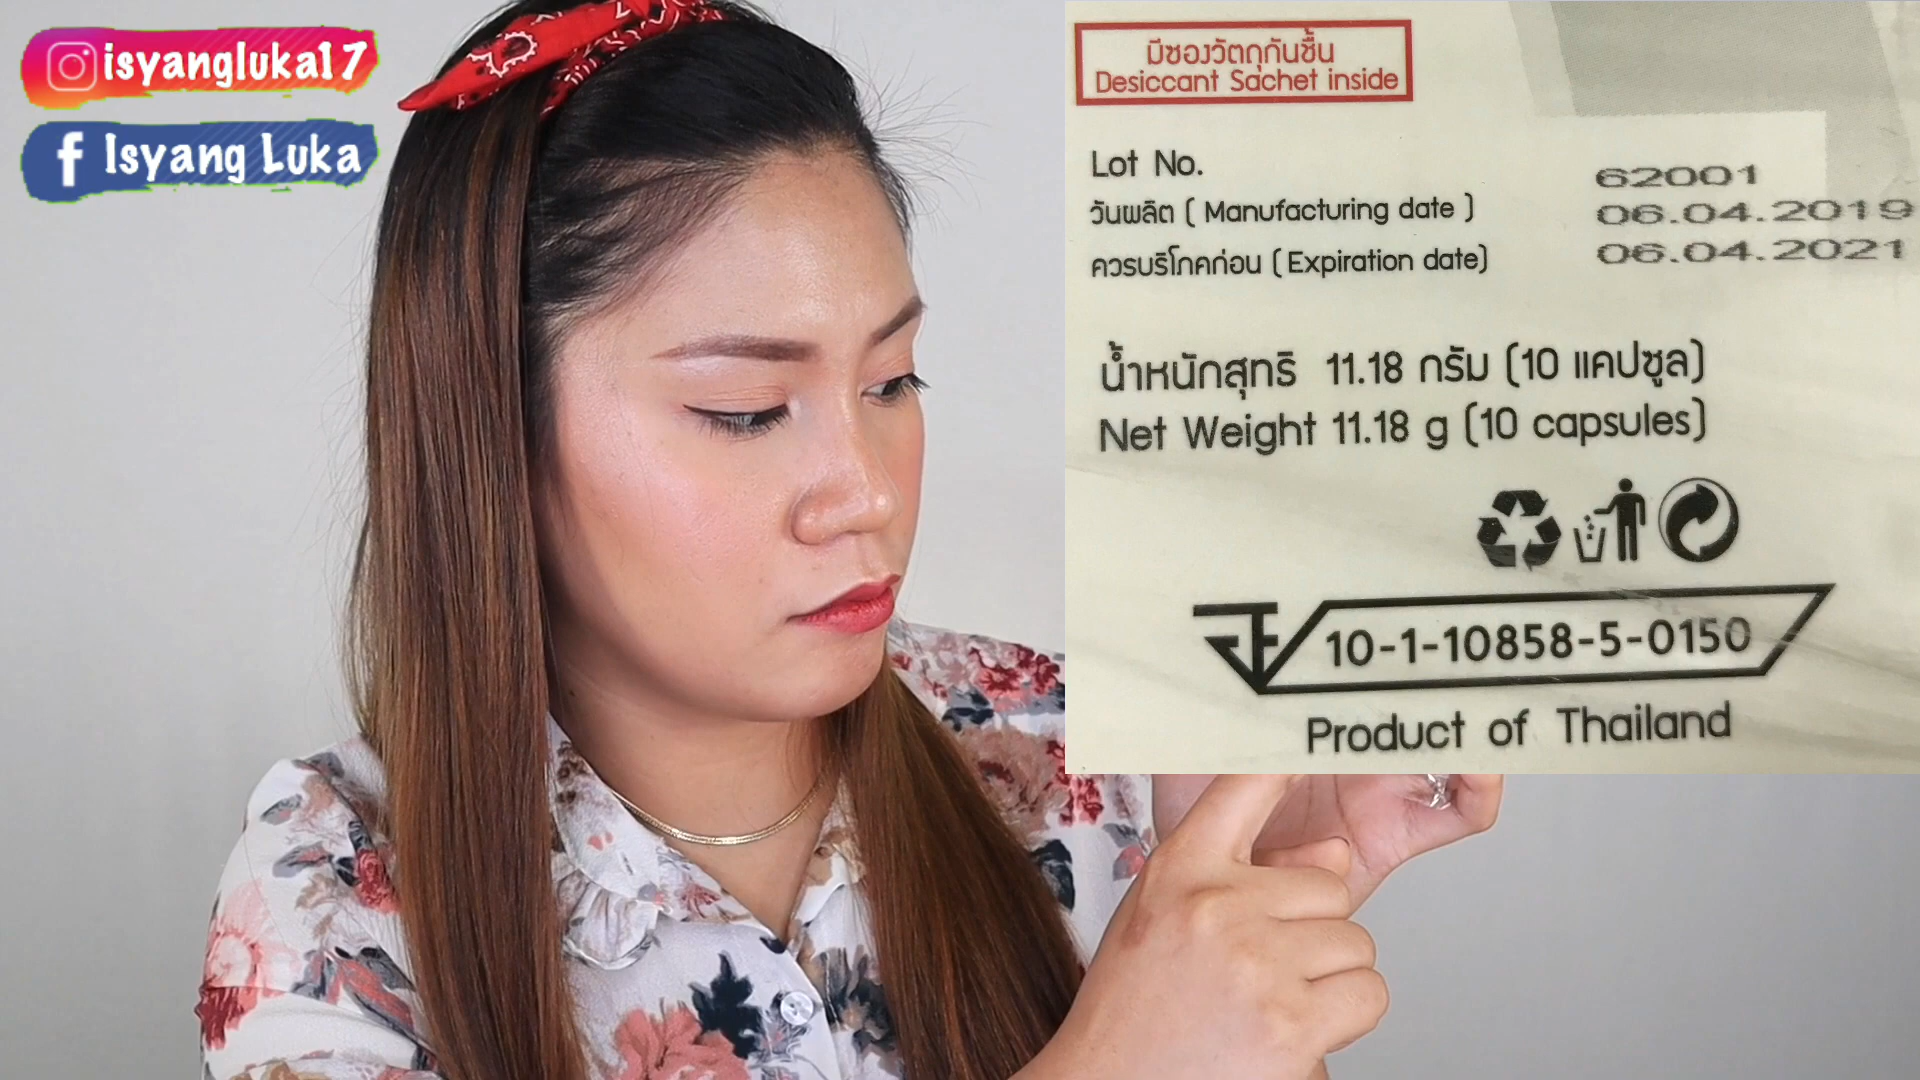 isyangluka17
Isyang Luka
มีซองวัตถุกันชื้น
Desiccant Sachet inside
Lot No. 62001
วันผลิต ( Manufacturing date ) 06.04.2019
ควรบริโภคก่อน (Expiration date) 06.04.2021
น้ำหนักสุทธิ 11.18 กรัม (10 แคปซูล)
Net Weight 11.18 g (10 capsules)
10-1-10858-5-0150
Product of Thailand